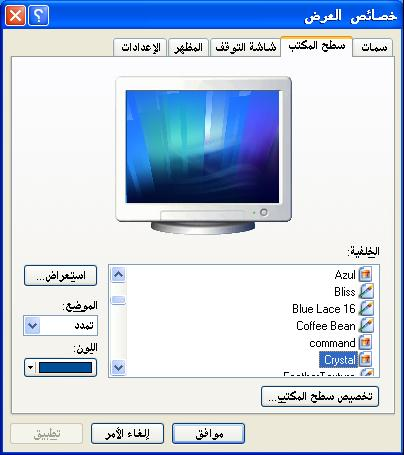 خصائص العرض
سمات
سطح المكتب
شاشة التوقف
المظهر
الإعدادات
الخلفية:
Azul
Bliss
Blue Lace 16
Coffee Bean
command
Crystal
FeatherTexture
استعراض...
الموضع:
تمدد
اللون:
تخصيص سطح المكتب...
موافق
إلغاء الأمر
تطبيق